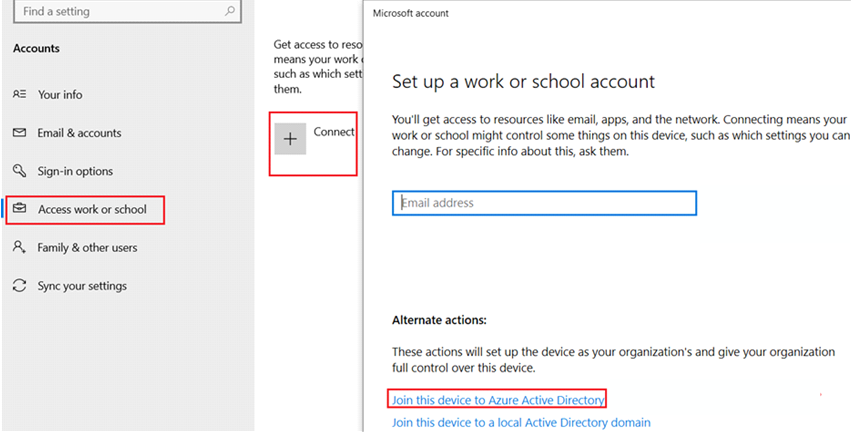 Find a setting
Accounts
Your info
Email & accounts
Sign-in options
Access work or school
Family & other users
Sync your settings
Get access to reso
means your work
such as which sett
them.
Connect
Microsoft account
Set up a work or school account
You'll get access to resources like email, apps, and the network. Connecting means your
work or school might control some things on this device, such as which settings you can
change. For specific info about this, ask them.
Email address
Alternate actions:
These actions will set up the device as your organization's and give your organization
full control over this device.
Join this device to Azure Active Directory
Join this device to a local Active Directory domain